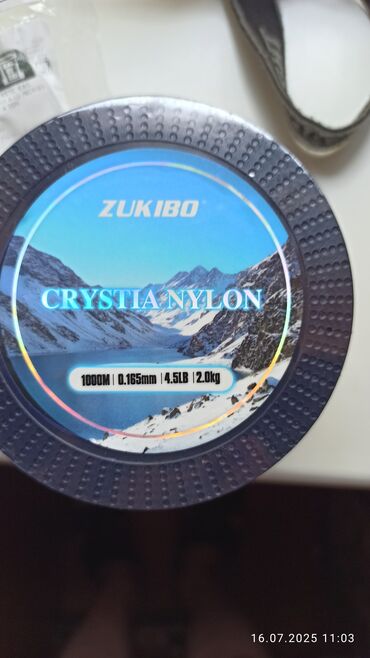 ZUKIBO
CRYSTIA NYLON
1000M | 0.165mm | 4.5LB | 2.0kg
16.07.2025 11:03